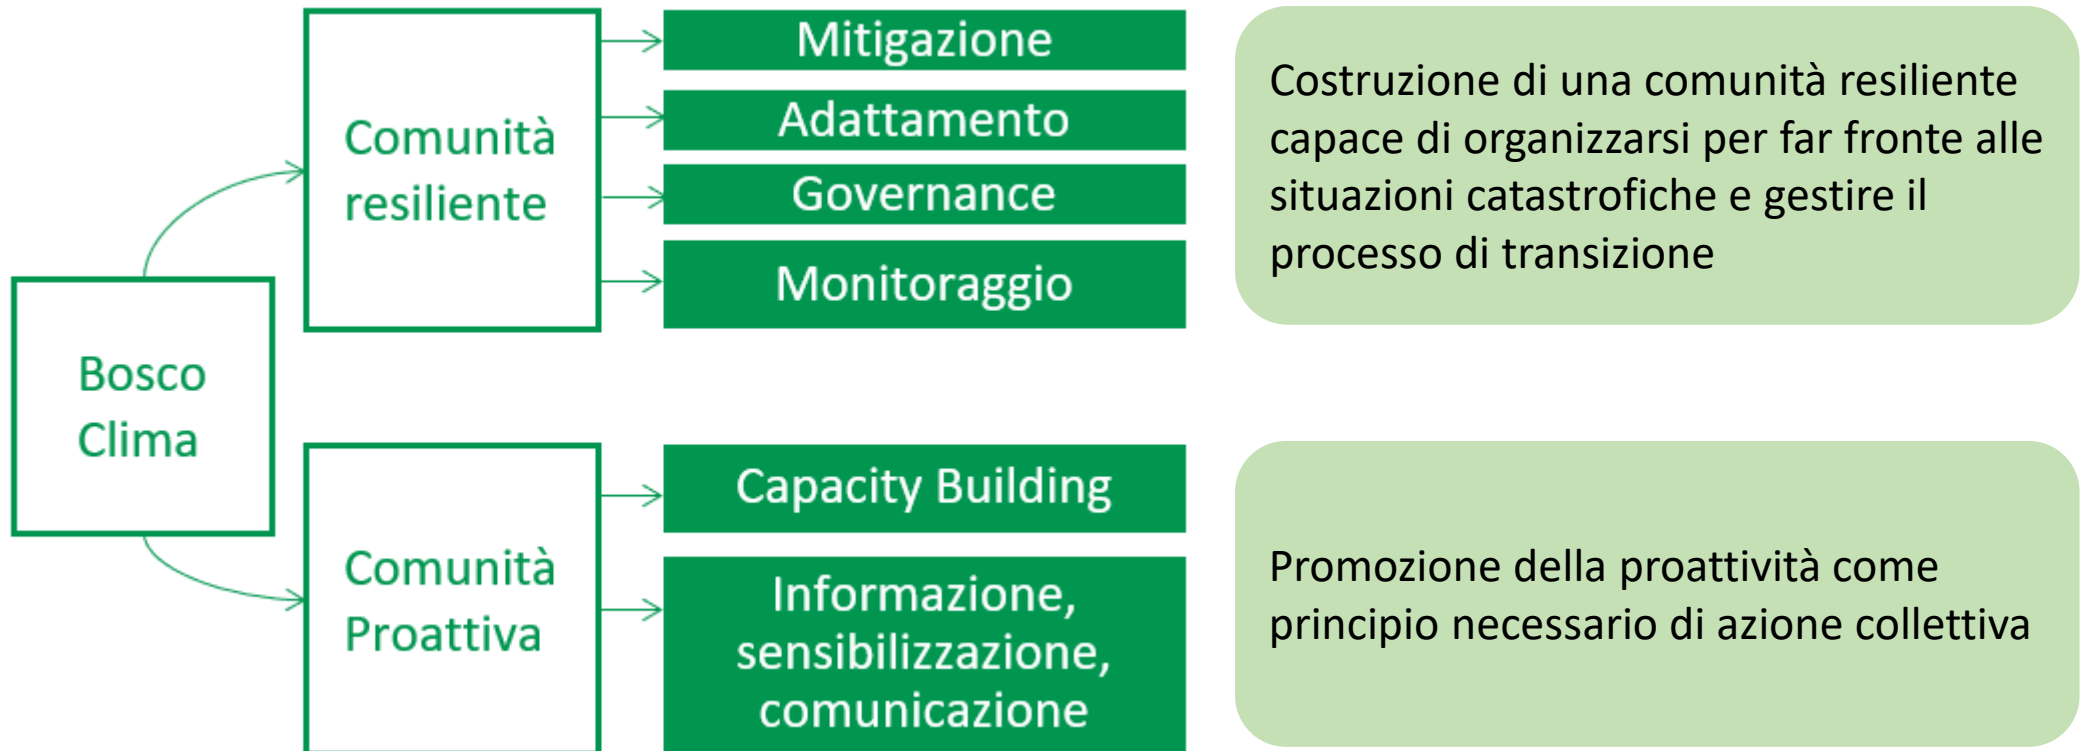 Bosco
Clima
Comunità
resiliente
Mitigazione
Adattamento
Governance
Monitoraggio
Costruzione di una comunità resiliente
capace di organizzarsi per far fronte alle
situazioni catastrofiche e gestire il
processo di transizione
Comunità
Proattiva
Capacity Building
Informazione,
sensibilizzazione,
comunicazione
Promozione della proattività come
principio necessario di azione collettiva